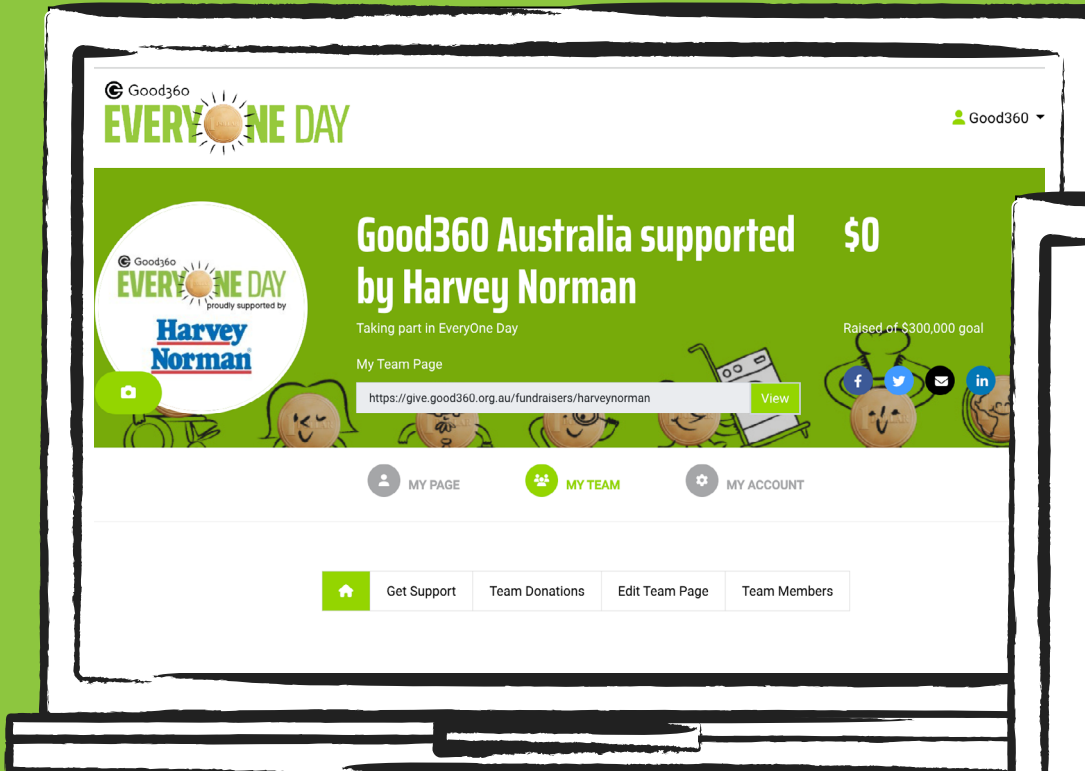 Good360
EVERYONE DAY
Good360
Good360
EVERYONE DAY
proudly supported by
Harvey
Norman
Good360 Australia supported
by Harvey Norman
$0
Taking part in EveryOne Day
Raised of $300,000 goal
My Team Page
https://give.good360.org.au/fundraisers/harveynorman
View
MY PAGE
MY TEAM
MY ACCOUNT
Get Support
Team Donations
Edit Team Page
Team Members